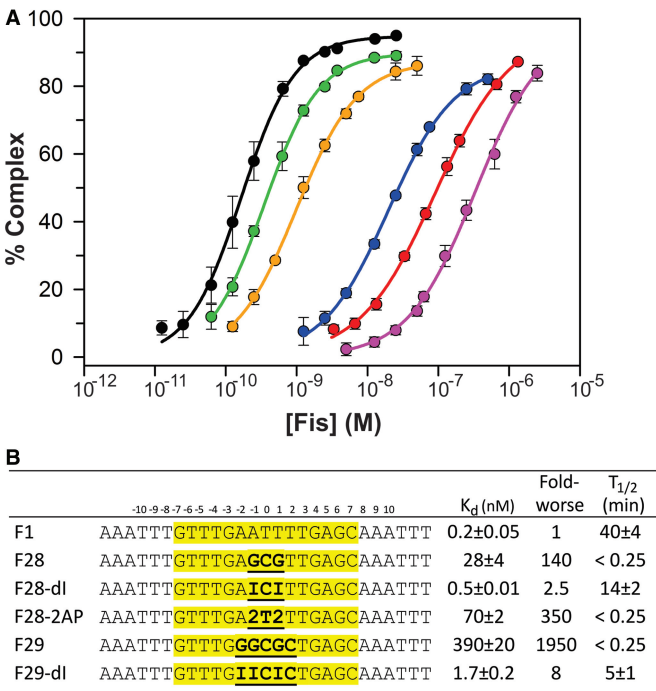 A
% Complex
100
80
60
40
20
0
10-12 10-11 10-10 10-9 10-8 10-7 10-6 10-5
[Fis] (M)
B
-10 -9 -8 -7 -6 -5 -4 -3 -2 -1 0 1 2 3 4 5 6 7 8 9 10 Kd (nM) Fold-worse T1/2 (min)
F1 AAATTTGTTTGAATTTTGAGCAAATTT 0.2±0.05 1 40±4
F28 AAATTTGTTTGAGCGTTGAGCAAATTT 28±4 140 < 0.25
F28-dI AAATTTGTTTGAICITTGAGCAAATTT 0.5±0.01 2.5 14±2
F28-2AP AAATTTGTTTGA2T2TTGAGCAAATTT 70±2 350 < 0.25
F29 AAATTTGTTTGGGCGCTGAGCAAATTT 390±20 1950 < 0.25
F29-dI AAATTTGTTTGIICICTGAGCAAATTT 1.7±0.2 8 5±1